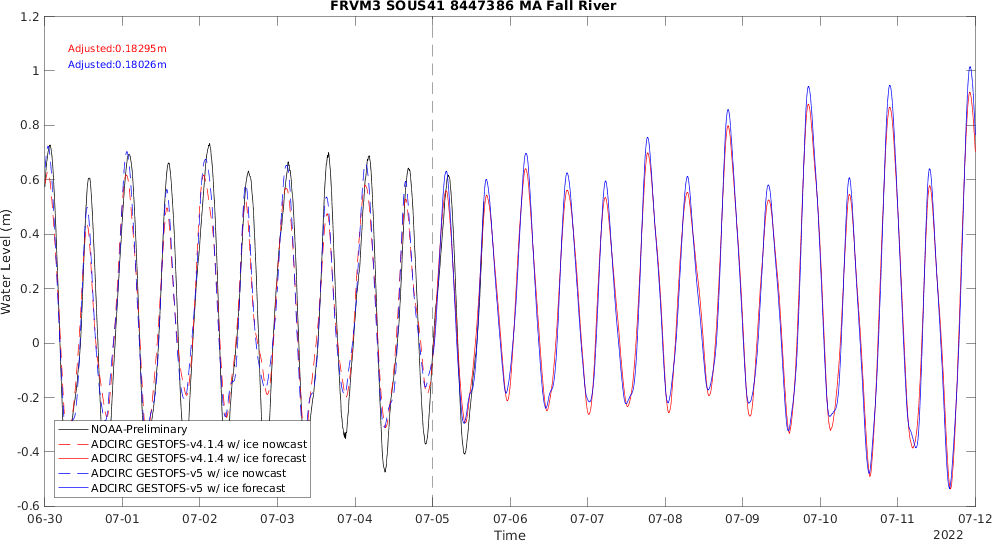 FRVM3 SOUS41 8447386 MA Fall River
Adjusted:0.18295m
Adjusted:0.18026m
1.2
1
0.8
0.6
0.4
0.2
0
-0.2
-0.4
-0.6
Water Level (m)
NOAA-Preliminary
ADCIRC GESTOFS-v4.1.4 w/ ice nowcast
ADCIRC GESTOFS-v4.1.4 w/ ice forecast
ADCIRC GESTOFS-v5 w/ ice nowcast
ADCIRC GESTOFS-v5 w/ ice forecast
06-30 07-01 07-02 07-03 07-04 07-05 07-06 07-07 07-08 07-09 07-10 07-11 07-12
Time
2022